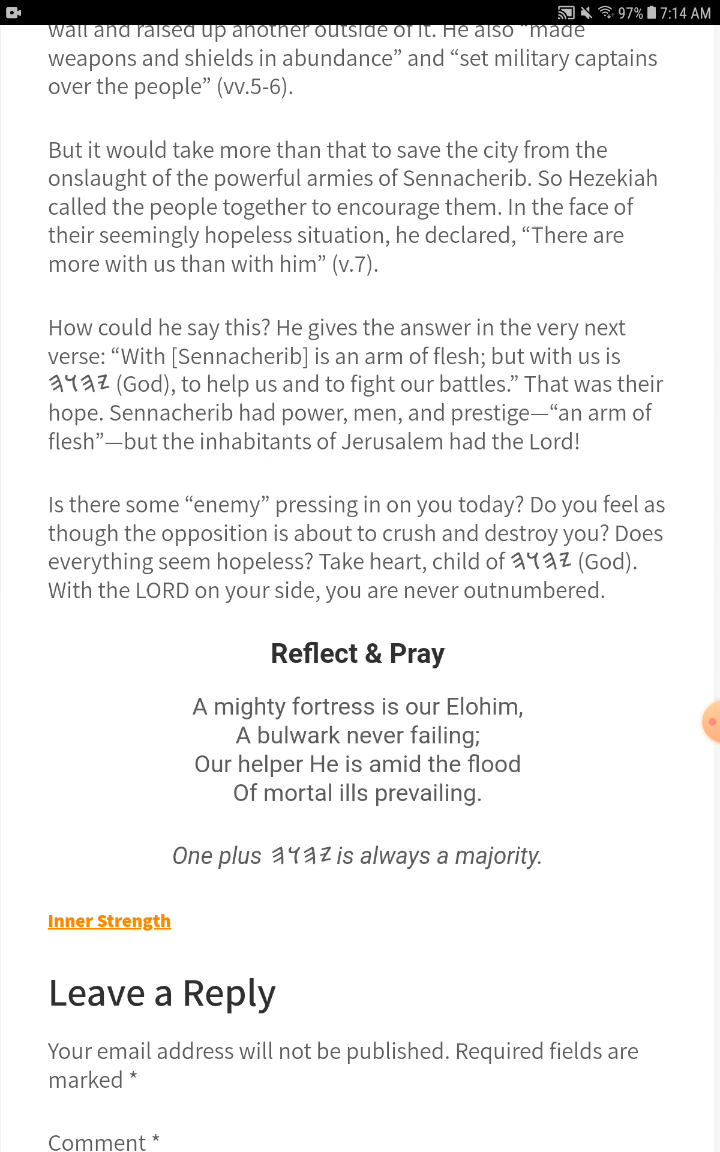 97% 7:14 AM
wall and raised up another outside of it. He also “made
weapons and shields in abundance” and “set military captains
over the people” (vv.5-6).
But it would take more than that to save the city from the
onslaught of the powerful armies of Sennacherib. So Hezekiah
called the people together to encourage them. In the face of
their seemingly hopeless situation, he declared, “There are
more with us than with him” (v.7).
How could he say this? He gives the answer in the very next
verse: “With [Sennacherib] is an arm of flesh; but with us is
𐤉𐤄𐤅𐤄 (God), to help us and to fight our battles.” That was their
hope. Sennacherib had power, men, and prestige—“an arm of
flesh”—but the inhabitants of Jerusalem had the Lord!
Is there some “enemy” pressing in on you today? Do you feel as
though the opposition is about to crush and destroy you? Does
everything seem hopeless? Take heart, child of 𐤉𐤄𐤅𐤄 (God).
With the LORD on your side, you are never outnumbered.
Reflect & Pray
A mighty fortress is our Elohim,
A bulwark never failing;
Our helper He is amid the flood
Of mortal ills prevailing.
One plus 𐤉𐤄𐤅𐤄 is always a majority.
Inner Strength
Leave a Reply
Your email address will not be published. Required fields are
marked *
Comment *